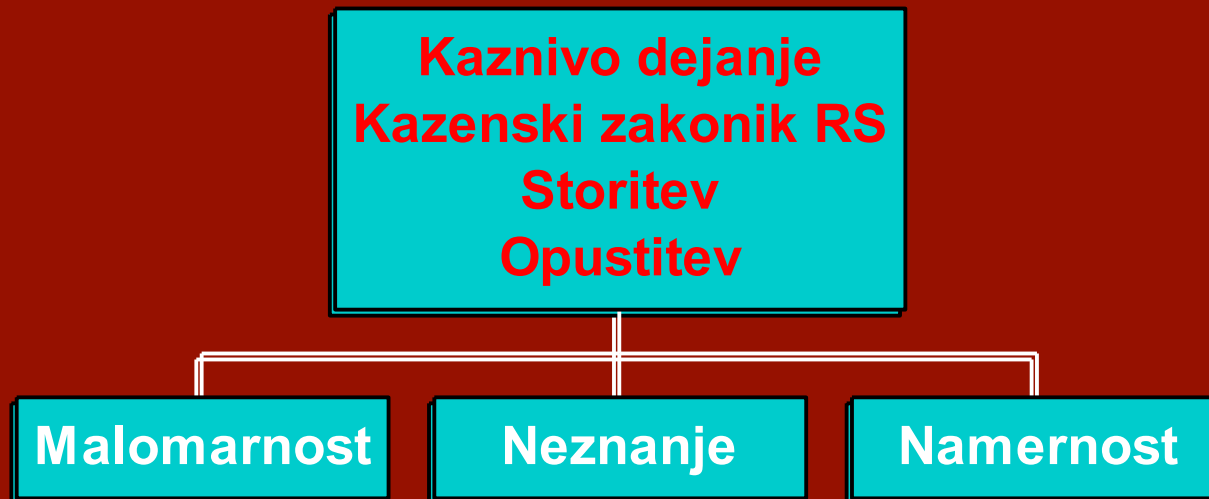 Kaznivo dejanje
Kazenski zakonik RS
Storitev
Opustitev
Malomarnost
Neznanje
Namernost